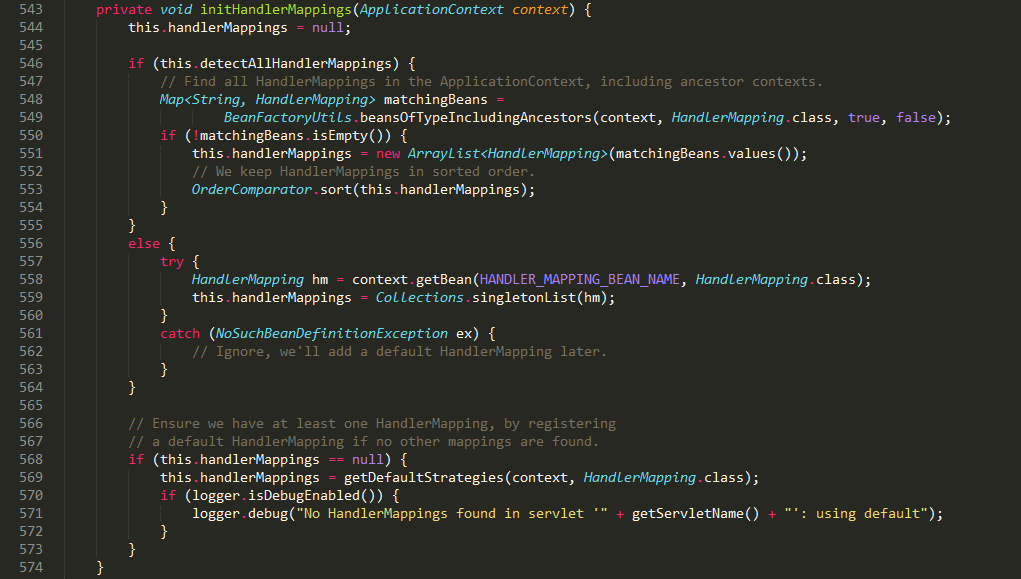 543 private void initHandlerMappings(ApplicationContext context) {
544 this.handlerMappings = null;
545
546 if (this.detectAllHandlerMappings) {
547 // Find all HandlerMappings in the ApplicationContext, including ancestor contexts.
548 Map<String, HandlerMapping> matchingBeans =
549 BeanFactoryUtils.beansOfTypeIncludingAncestors(context, HandlerMapping.class, true, false);
550 if (!matchingBeans.isEmpty()) {
551 this.handlerMappings = new ArrayList<HandlerMapping>(matchingBeans.values());
552 // We keep HandlerMappings in sorted order.
553 OrderComparator.sort(this.handlerMappings);
554 }
555 }
556 else {
557 try {
558 HandlerMapping hm = context.getBean(HANDLER_MAPPING_BEAN_NAME, HandlerMapping.class);
559 this.handlerMappings = Collections.singletonList(hm);
560 }
561 catch (NoSuchBeanDefinitionException ex) {
562 // Ignore, we'll add a default HandlerMapping later.
563 }
564 }
565
566 // Ensure we have at least one HandlerMapping, by registering
567 // a default HandlerMapping if no other mappings are found.
568 if (this.handlerMappings == null) {
569 this.handlerMappings = getDefaultStrategies(context, HandlerMapping.class);
570 if (logger.isDebugEnabled()) {
571 logger.debug("No HandlerMappings found in servlet '" + getServletName() + "': using default");
572 }
573 }
574 }